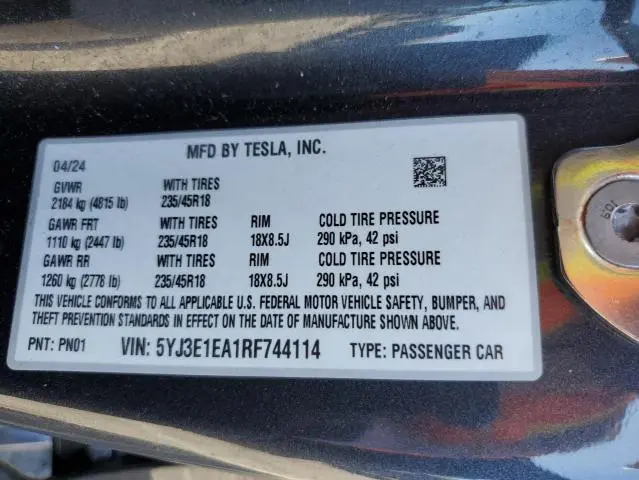 MFD BY TESLA, INC.
04/24
GVWR WITH TIRES
2184 kg (4815 lb) 235/45R18
GAWR FRT WITH TIRES RIM COLD TIRE PRESSURE
1110 kg (2447 lb) 235/45R18 18X8.5J 290 kPa, 42 psi
GAWR RR WITH TIRES RIM COLD TIRE PRESSURE
1260 kg (2778 lb) 235/45R18 18X8.5J 290 kPa, 42 psi
THIS VEHICLE CONFORMS TO ALL APPLICABLE U.S. FEDERAL MOTOR VEHICLE SAFETY, BUMPER, AND
THEFT PREVENTION STANDARDS IN EFFECT ON THE DATE OF MANUFACTURE SHOWN ABOVE.
PNT: PN01 VIN: 5YJ3E1EA1RF744114 TYPE: PASSENGER CAR
10.9